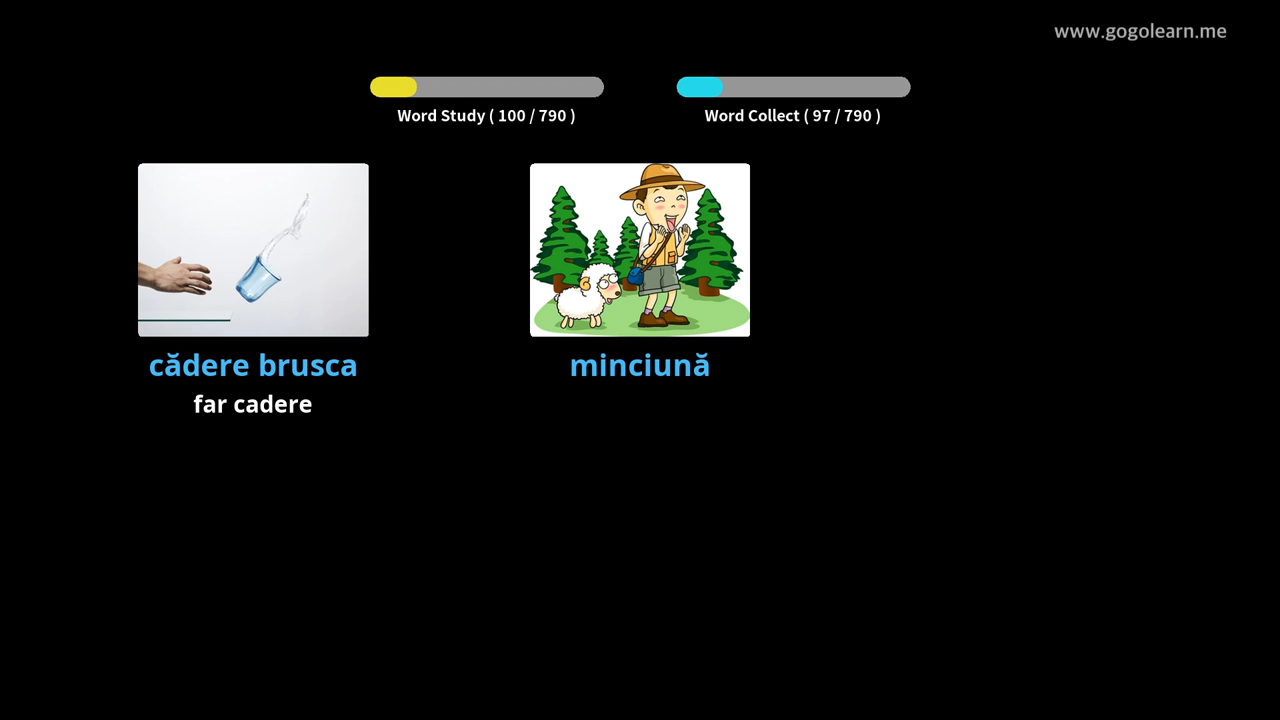 www.gogolearn.me
Word Study ( 100 / 790 )
Word Collect ( 97 / 790 )
cădere brusca
minciună
far cadere